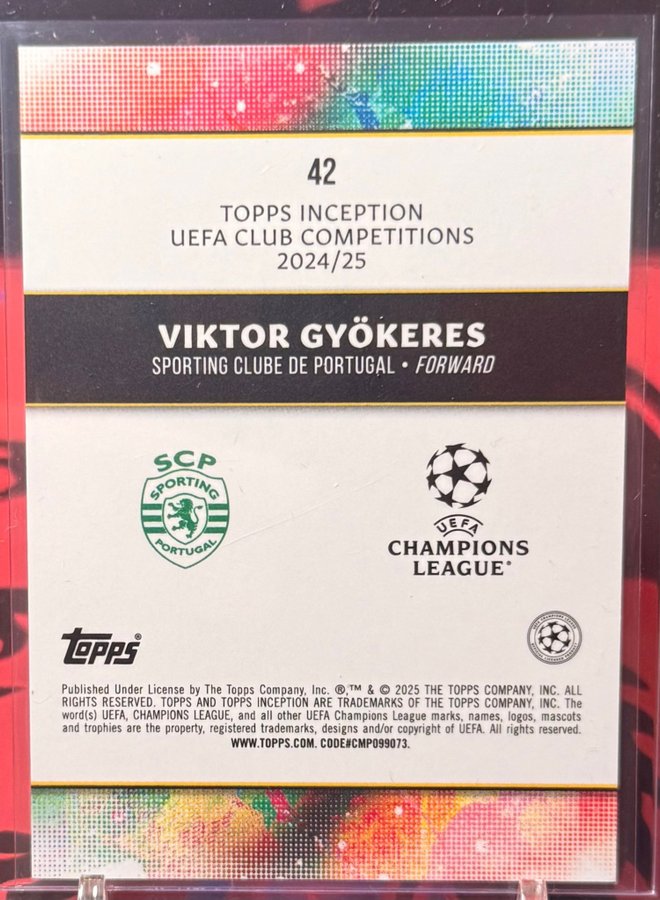 42
TOPPS INCEPTION
UEFA CLUB COMPETITIONS
2024/25
VIKTOR GYÖKERES
SPORTING CLUBE DE PORTUGAL • FORWARD
SCP
SPORTING
PORTUGAL
UEFA
CHAMPIONS
LEAGUE®
topps®
Published Under License by The Topps Company, Inc. ®,™ & © 2025 THE TOPPS COMPANY, INC. ALL
RIGHTS RESERVED. TOPPS AND TOPPS INCEPTION ARE TRADEMARKS OF THE TOPPS COMPANY, INC. The
word(s) UEFA, CHAMPIONS LEAGUE, and all other UEFA Champions League marks, names, logos, mascots
and trophies are the property, registered trademarks, designs and/or copyright of UEFA. All rights reserved.
WWW.TOPPS.COM. CODE#CMP099073.